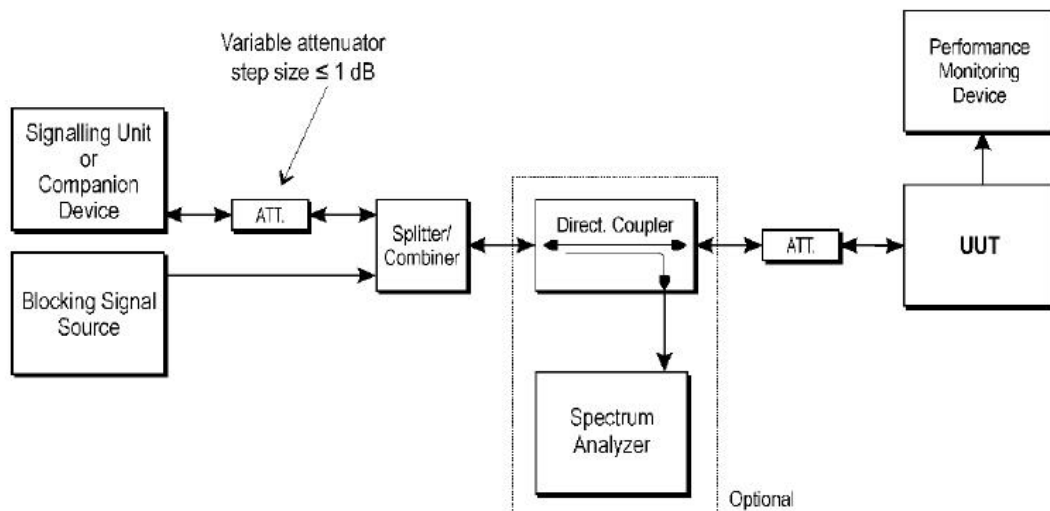 Variable attenuator
step size ≤ 1 dB
Performance
Monitoring
Device
Signalling Unit
or
Companion
Device
ATT.
Splitter/
Combiner
Direct. Coupler
ATT.
UUT
Blocking Signal
Source
Spectrum
Analyzer
Optional